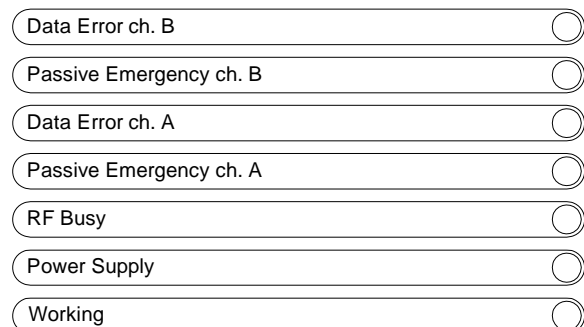 Data Error ch. B
Passive Emergency ch. B
Data Error ch. A
Passive Emergency ch. A
RF Busy
Power Supply
Working